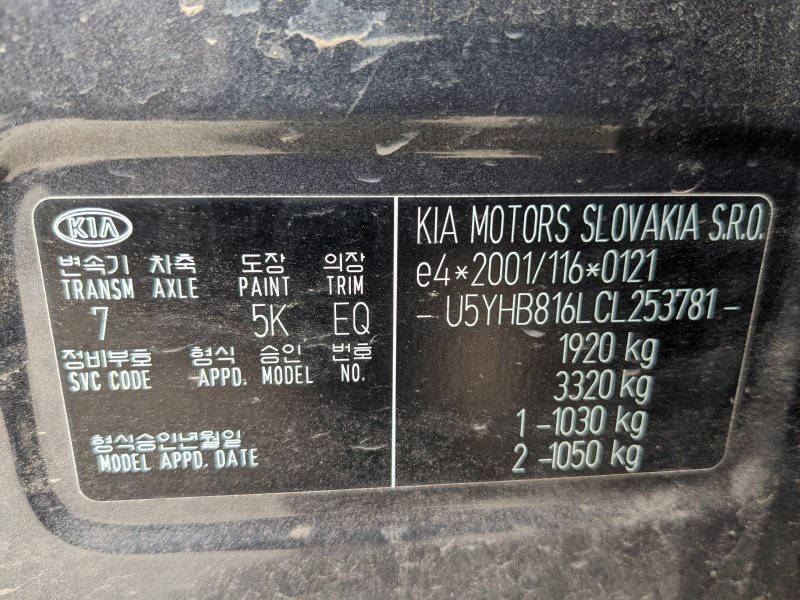 KIA
변속기 차축 도장 의장
TRANSM AXLE PAINT TRIM
7 5K EQ
정비부호 형식 승인 번호
SVC CODE APPD. MODEL NO.
형식승인년월일
MODEL APPD. DATE
KIA MOTORS SLOVAKIA S.R.O.
e4*2001/116*0121
- U5YHB816LCL253781 -
1920 kg
3320 kg
1 -1030 kg
2 -1050 kg